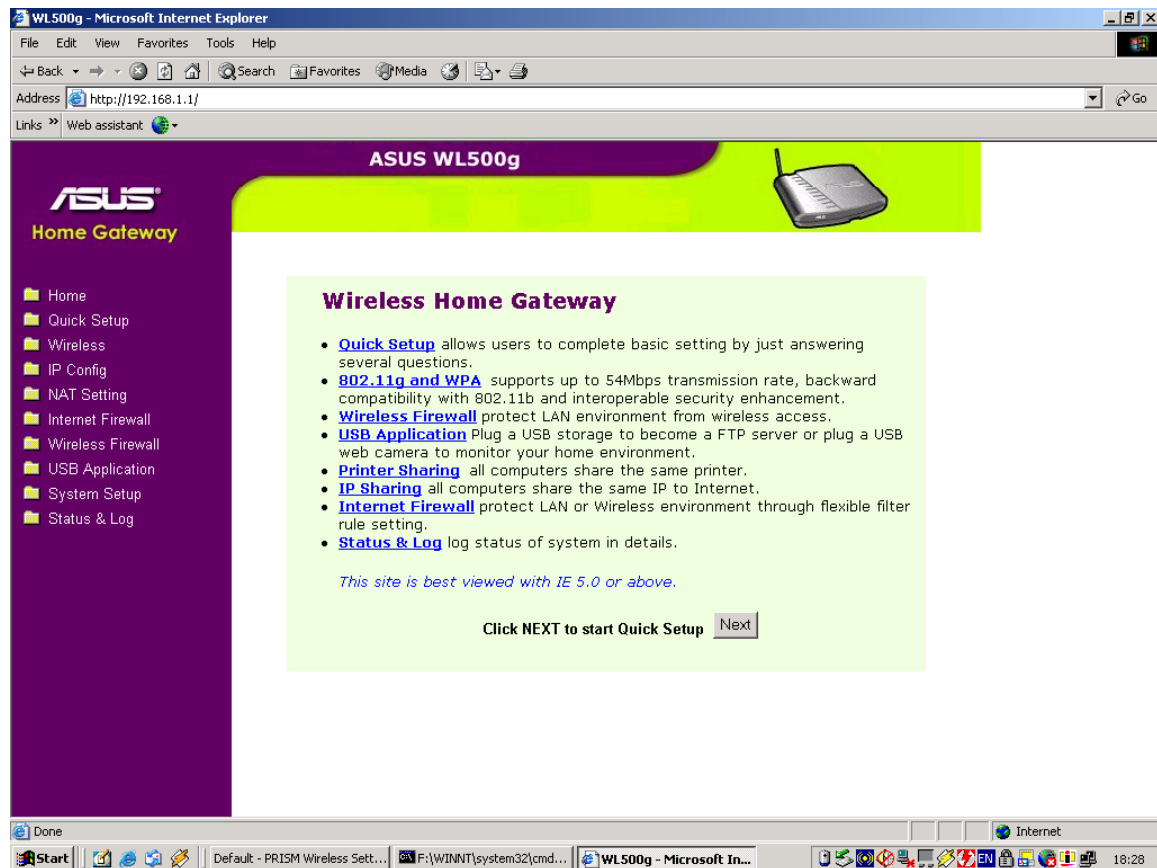 WL500g - Microsoft Internet Explorer
File Edit View Favorites Tools Help
Back Search Favorites Media
Address http://192.168.1.1/ Go
Links » Web assistant
ASUS WL500g
ASUS
Home Gateway
Home
Quick Setup
Wireless
IP Config
NAT Setting
Internet Firewall
Wireless Firewall
USB Application
System Setup
Status & Log
Wireless Home Gateway
• Quick Setup allows users to complete basic setting by just answering
several questions.
• 802.11g and WPA supports up to 54Mbps transmission rate, backward
compatibility with 802.11b and interoperable security enhancement.
• Wireless Firewall protect LAN environment from wireless access.
• USB Application Plug a USB storage to become a FTP server or plug a USB
web camera to monitor your home environment.
• Printer Sharing all computers share the same printer.
• IP Sharing all computers share the same IP to Internet.
• Internet Firewall protect LAN or Wireless environment through flexible filter
rule setting.
• Status & Log log status of system in details.
This site is best viewed with IE 5.0 or above.
Click NEXT to start Quick Setup Next
Done Internet
Start Default - PRISM Wireless Sett... F:\WINNT\system32\cmd... WL500g - Microsoft In... EN 18:28